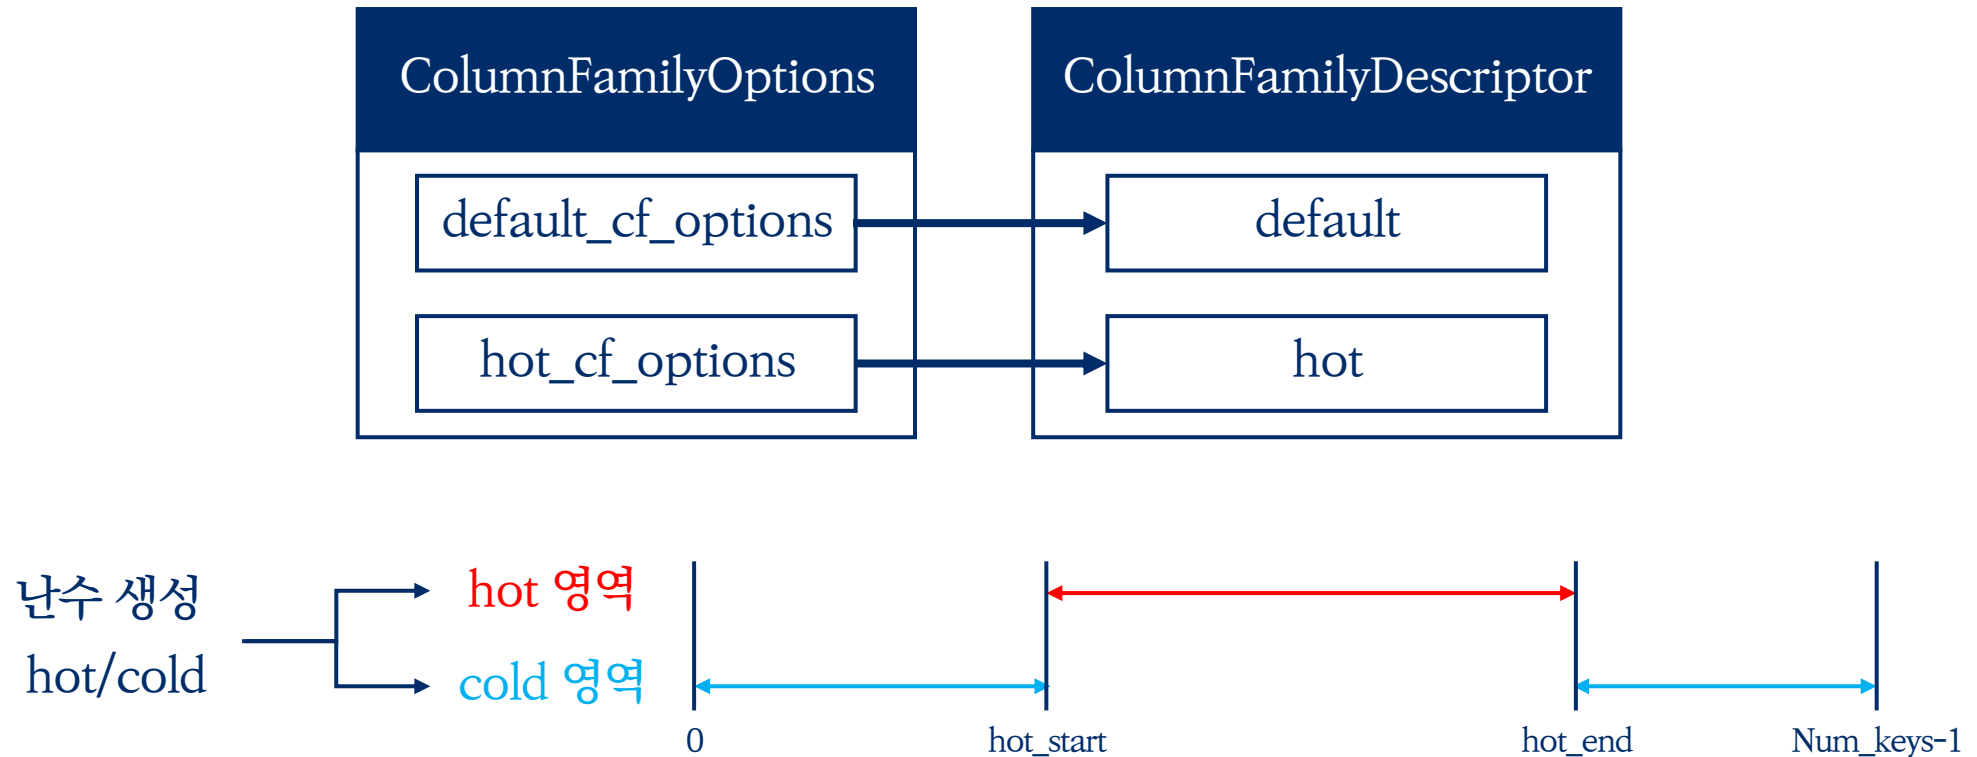 ColumnFamilyOptions
ColumnFamilyDescriptor
default_cf_options
default
hot_cf_options
hot
난수 생성
hot/cold
hot 영역
cold 영역
0
hot_start
hot_end
Num_keys-1